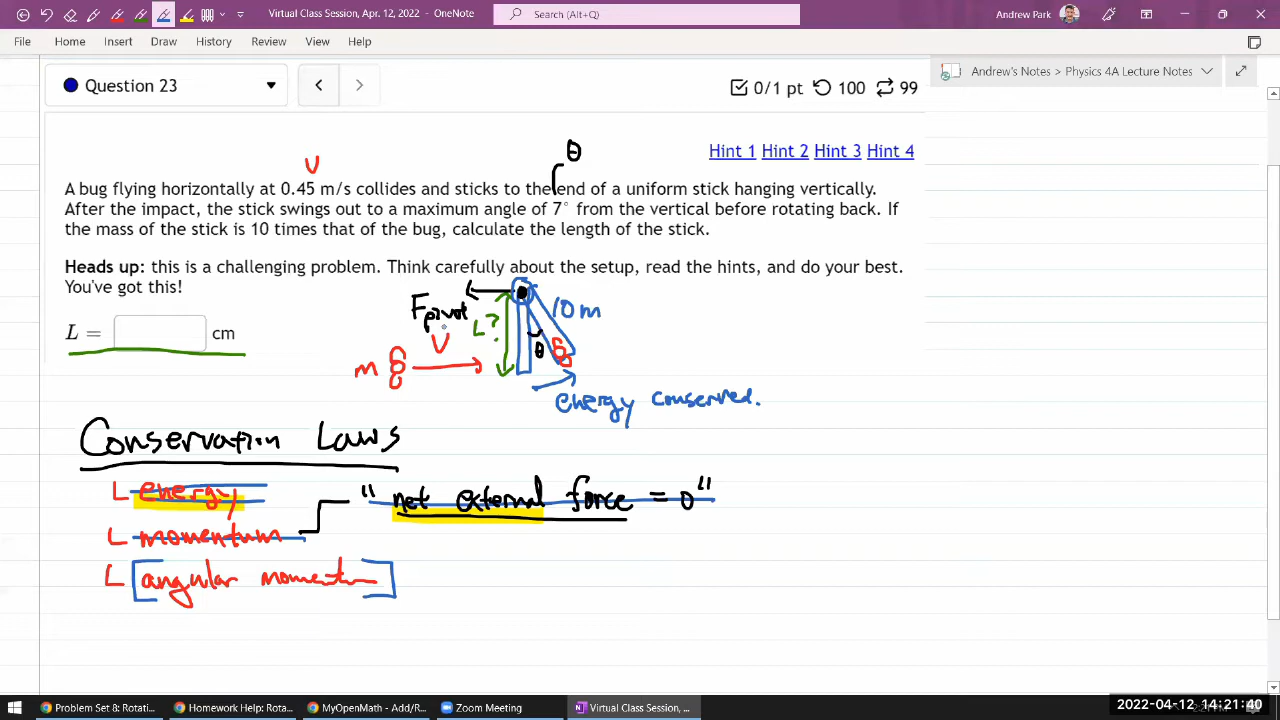 Virtual Class Session, Apr. 12, 2022 - OneNote
Search (Alt+Q)
Andrew Park
File Home Insert Draw History Review View Help
Question 23
0/1 pt 100 99
Andrew's Notes > Physics 4A Lecture Notes
θ
Hint 1 Hint 2 Hint 3 Hint 4
v
A bug flying horizontally at 0.45 m/s collides and sticks to the end of a uniform stick hanging vertically.
After the impact, the stick swings out to a maximum angle of 7° from the vertical before rotating back. If
the mass of the stick is 10 times that of the bug, calculate the length of the stick.
Heads up: this is a challenging problem. Think carefully about the setup, read the hints, and do your best.
You've got this!
L = cm
Fpivot
L?
10m
θ
v
m
energy conserved.
Conservation Laws
energy
"net external force = 0"
momentum
angular momentum
Problem Set 8: Rotati...
Homework Help: Rota...
MyOpenMath - Add/R...
Zoom Meeting
Virtual Class Session, ...
2022-04-12 14:21:40